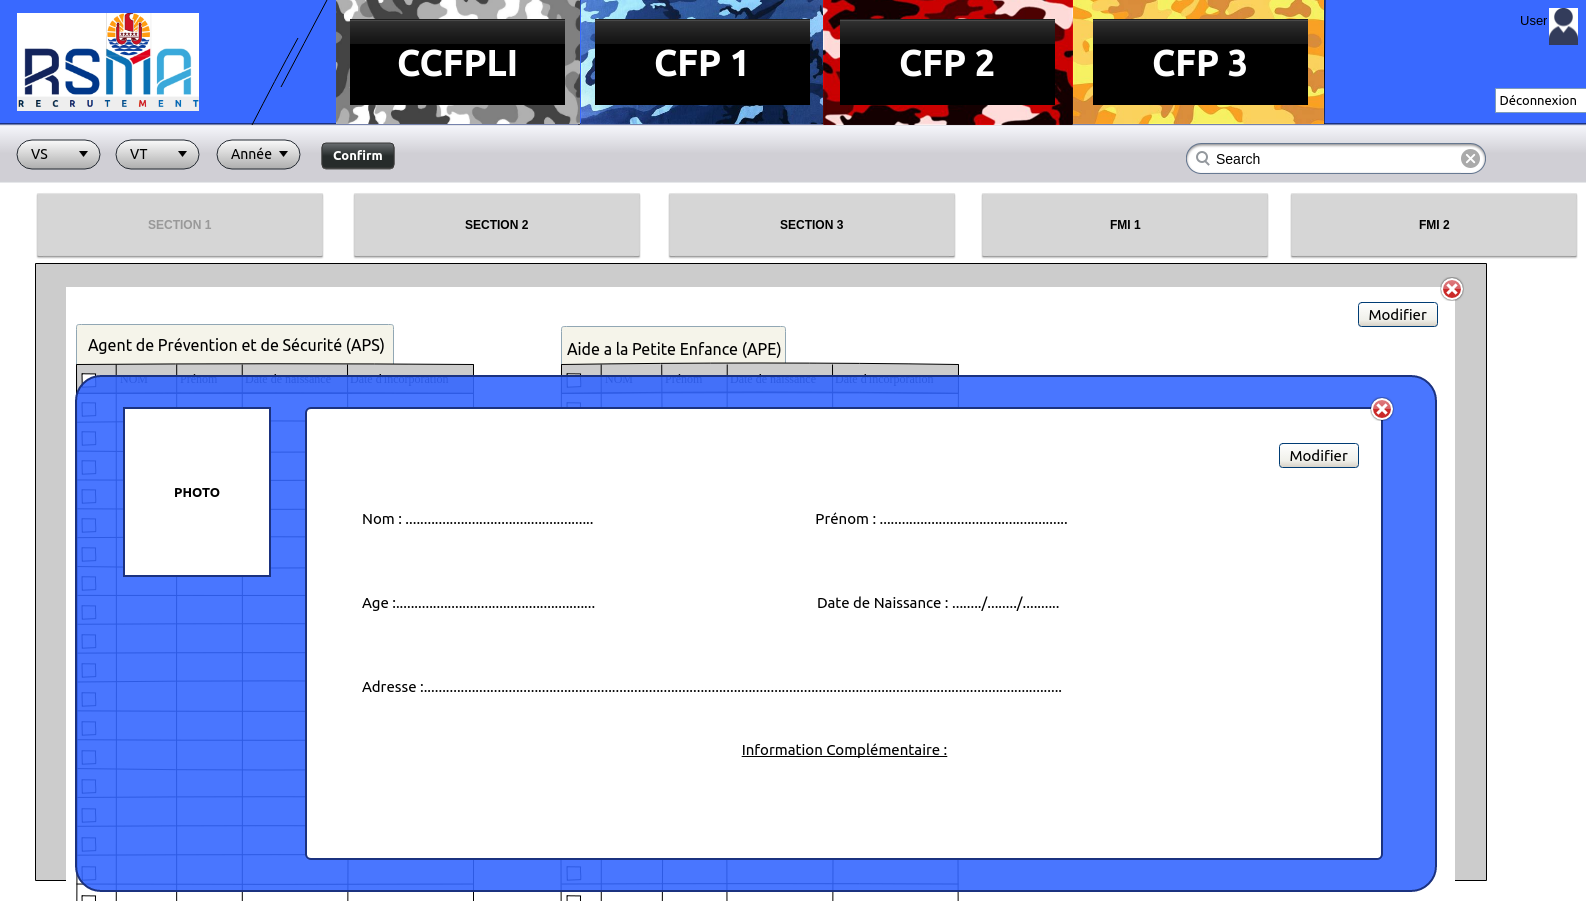 RSMA
RECRUTEMENT
CCFPLI
CFP 1
CFP 2
CFP 3
User
Déconnexion
VS
VT
Année
Confirm
Search
SECTION 1
SECTION 2
SECTION 3
FMI 1
FMI 2
Modifier
Agent de Prévention et de Sécurité (APS)
Aide a la Petite Enfance (APE)
NOM Prénom Date de naissance Date d'incorporation
NOM Prénom Date de naissance Date d'incorporation
PHOTO
Modifier
Nom : ...................................................
Prénom : ...................................................
Age :......................................................
Date de Naissance : ......../......../..........
Adresse :.............................................................................................................................................................................
Information Complémentaire :